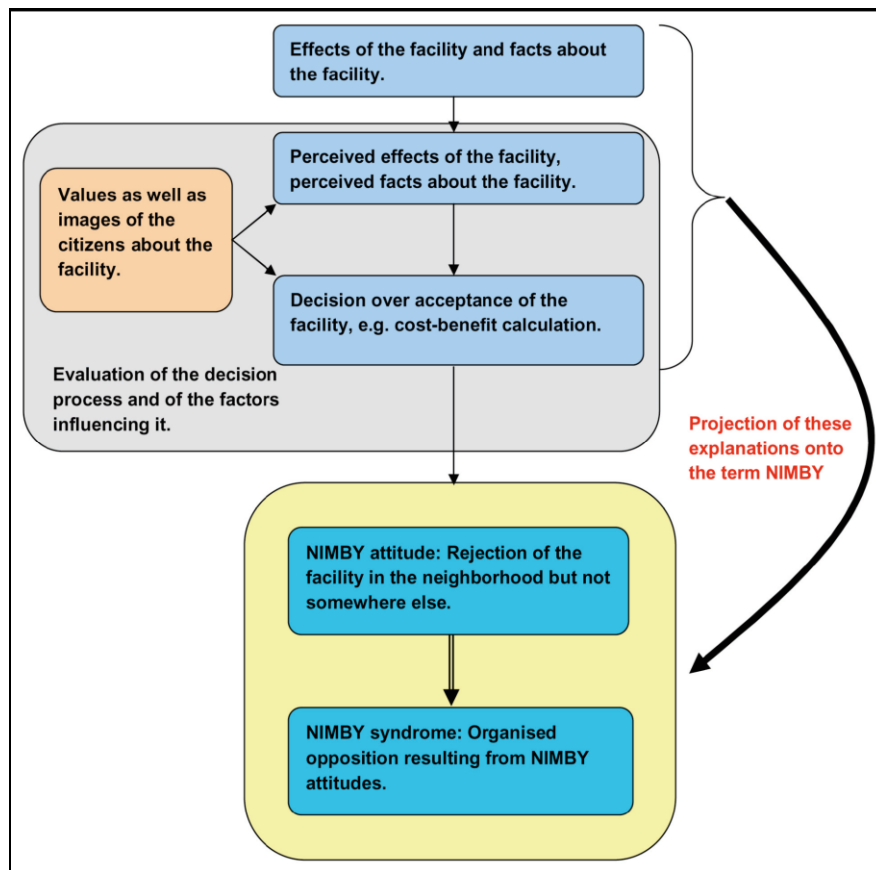 Effects of the facility and facts about
the facility.
Perceived effects of the facility,
perceived facts about the facility.
Values as well as
images of the
citizens about the
facility.
Decision over acceptance of the
facility, e.g. cost-benefit calculation.
Evaluation of the decision
process and of the factors
influencing it.
Projection of these
explanations onto
the term NIMBY
NIMBY attitude: Rejection of the
facility in the neighborhood but not
somewhere else.
NIMBY syndrome: Organised
opposition resulting from NIMBY
attitudes.